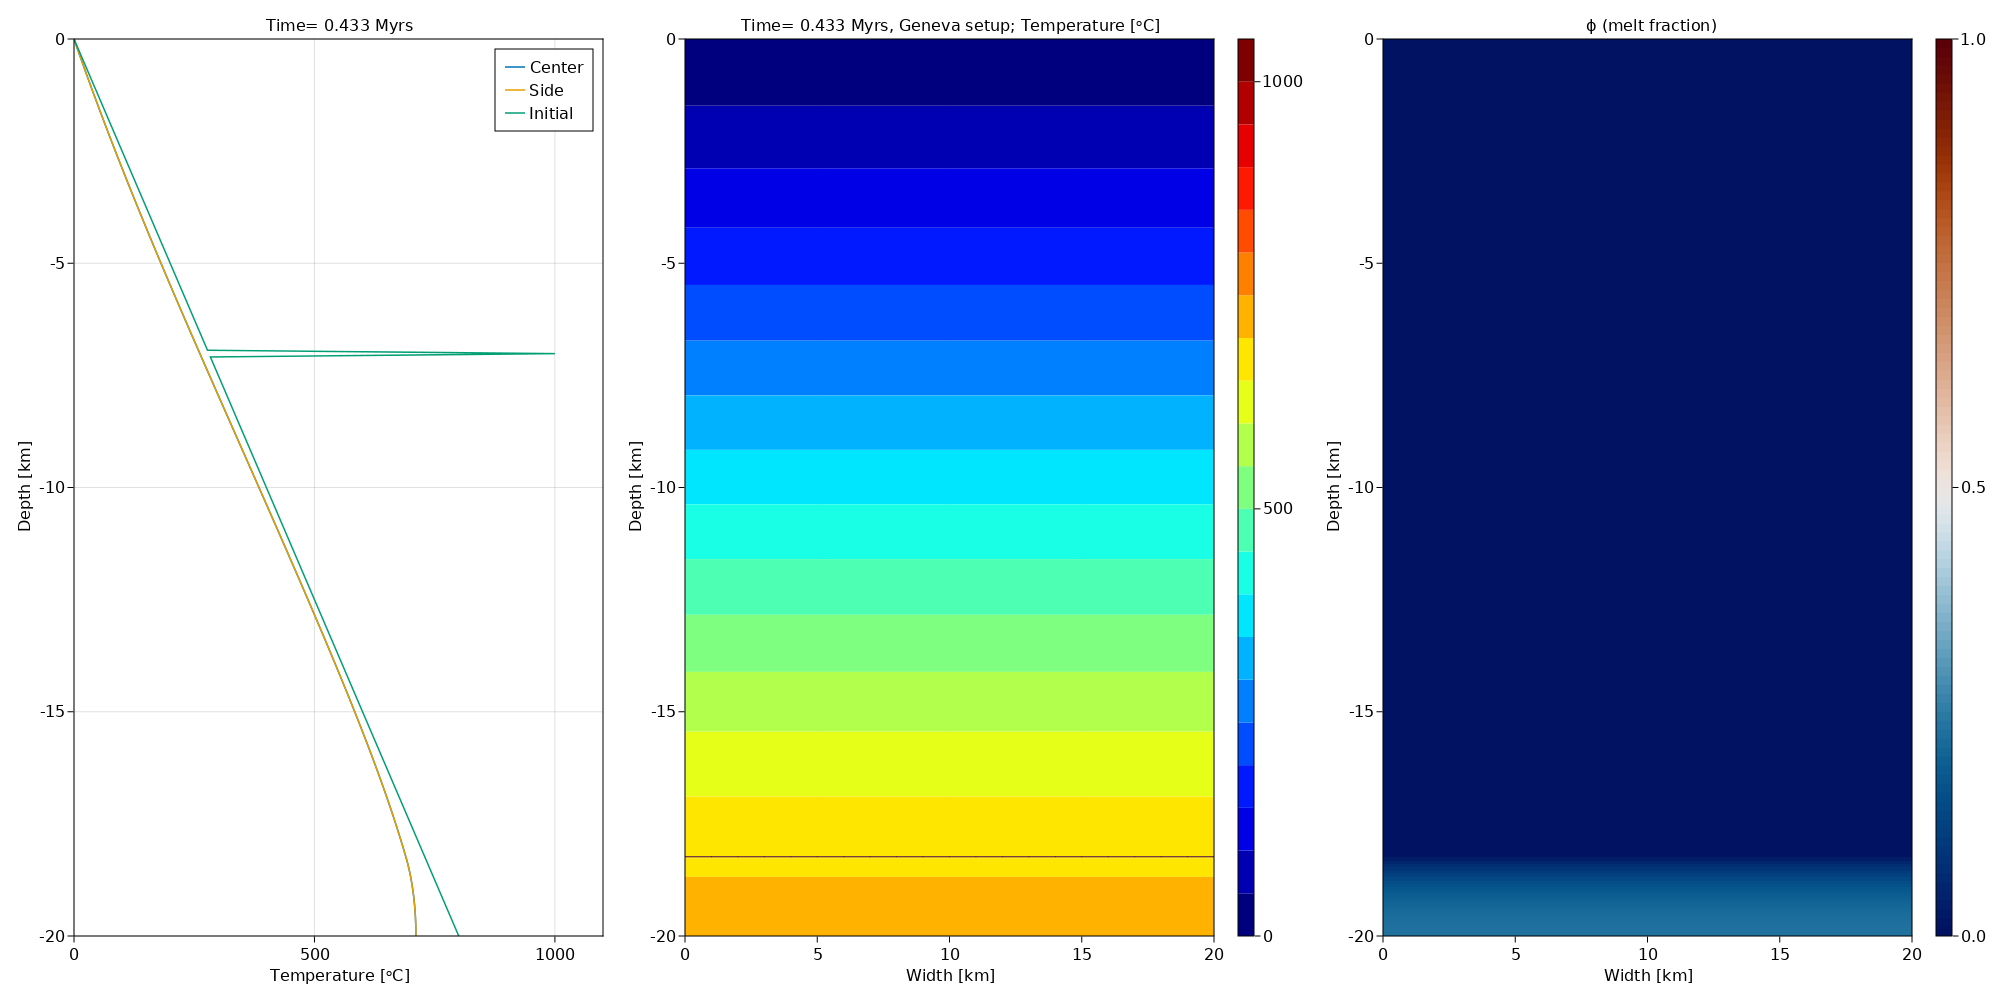 Time= 0.433 Myrs
0
-5
-10
-15
-20
Depth [km]
0
500
1000
Temperature [ᵒC]
Center
Side
Initial
Time= 0.433 Myrs, Geneva setup; Temperature [ᵒC]
0
-5
-10
-15
-20
Depth [km]
0
5
10
15
20
Width [km]
1000
500
0
ϕ (melt fraction)
0
-5
-10
-15
-20
Depth [km]
0
5
10
15
20
Width [km]
1.0
0.5
0.0